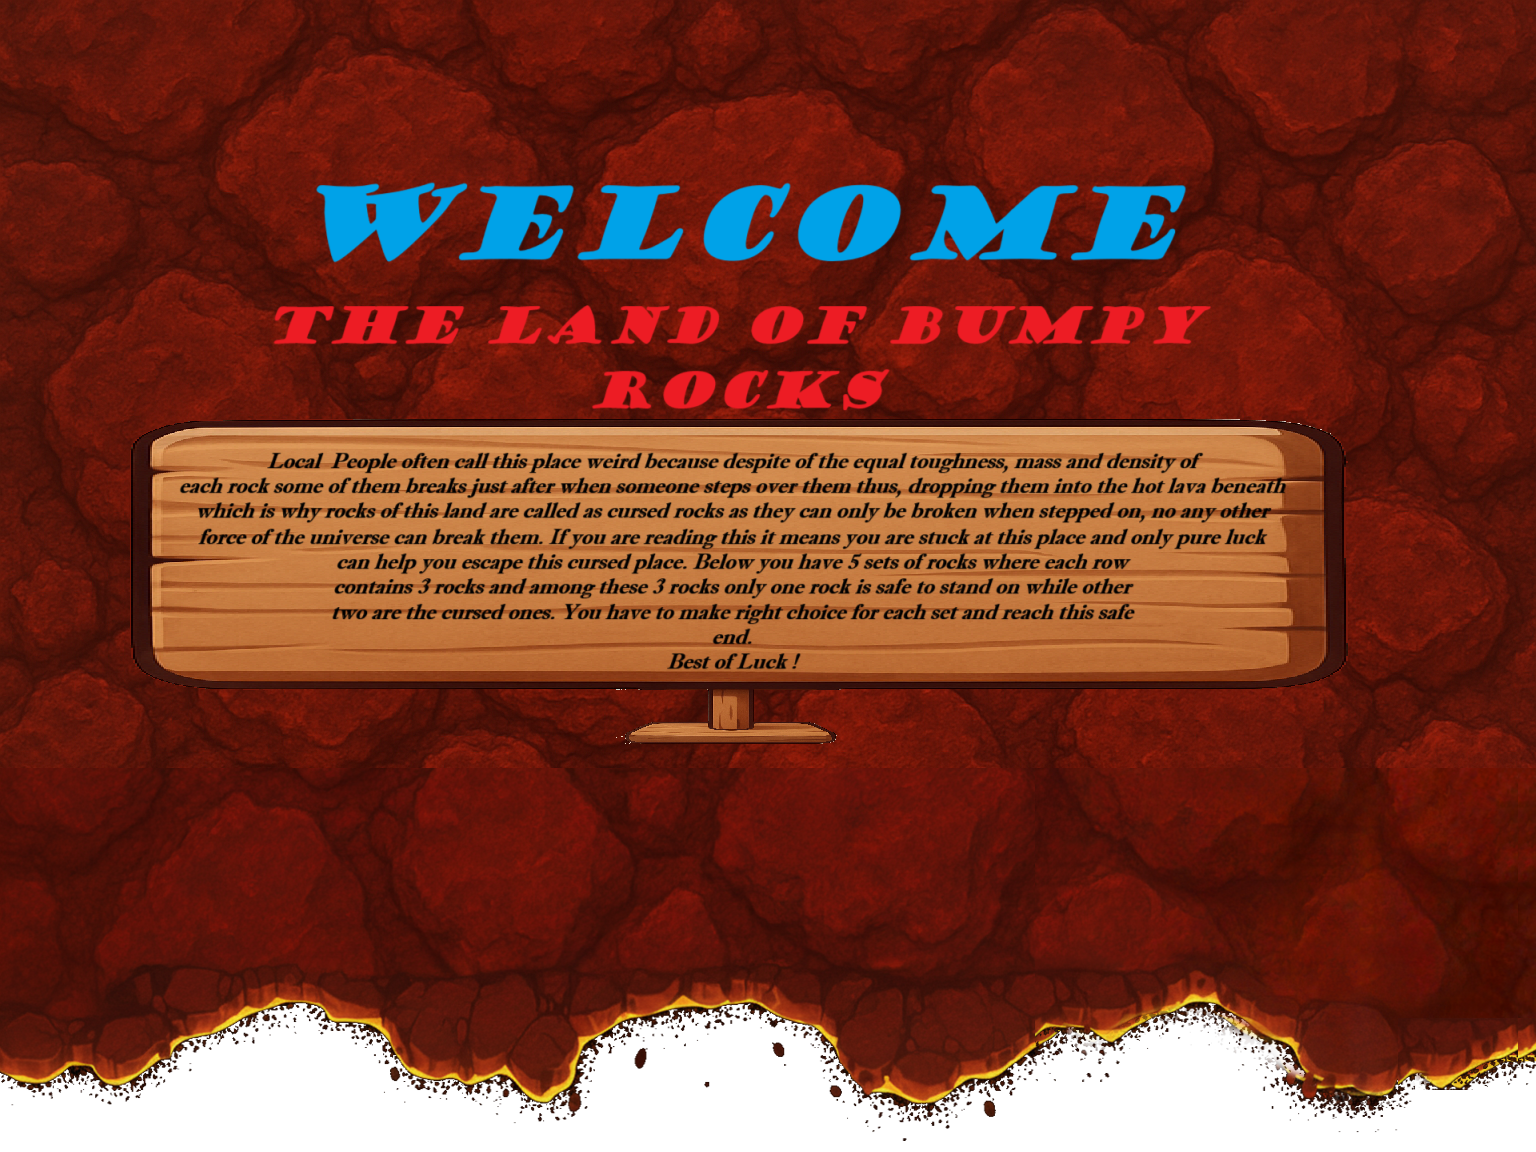 WELCOME
THE LAND OF BUMPY
ROCKS
Local People often call this place weird because despite of the equal toughness, mass and density of
each rock some of them breaks just after when someone steps over them thus, dropping them into the hot lava beneath
which is why rocks of this land are called as cursed rocks as they can only be broken when stepped on, no any other
force of the universe can break them. If you are reading this it means you are stuck at this place and only pure luck
can help you escape this cursed place. Below you have 5 sets of rocks where each row
contains 3 rocks and among these 3 rocks only one rock is safe to stand on while other
two are the cursed ones. You have to make right choice for each set and reach this safe
end.
Best of Luck !